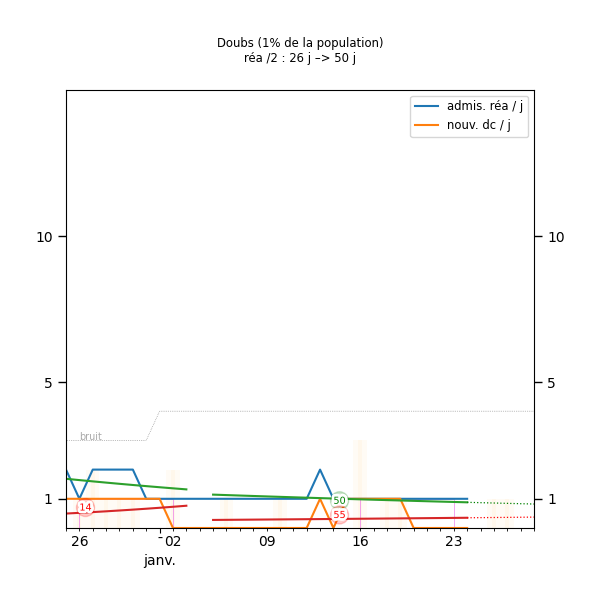 Doubs (1% de la population)
réa /2 : 26 j –> 50 j
admis. réa / j
nouv. dc / j
10 10
5 5
bruit
1 1
14
50
55
26 02 09 16 23
janv.